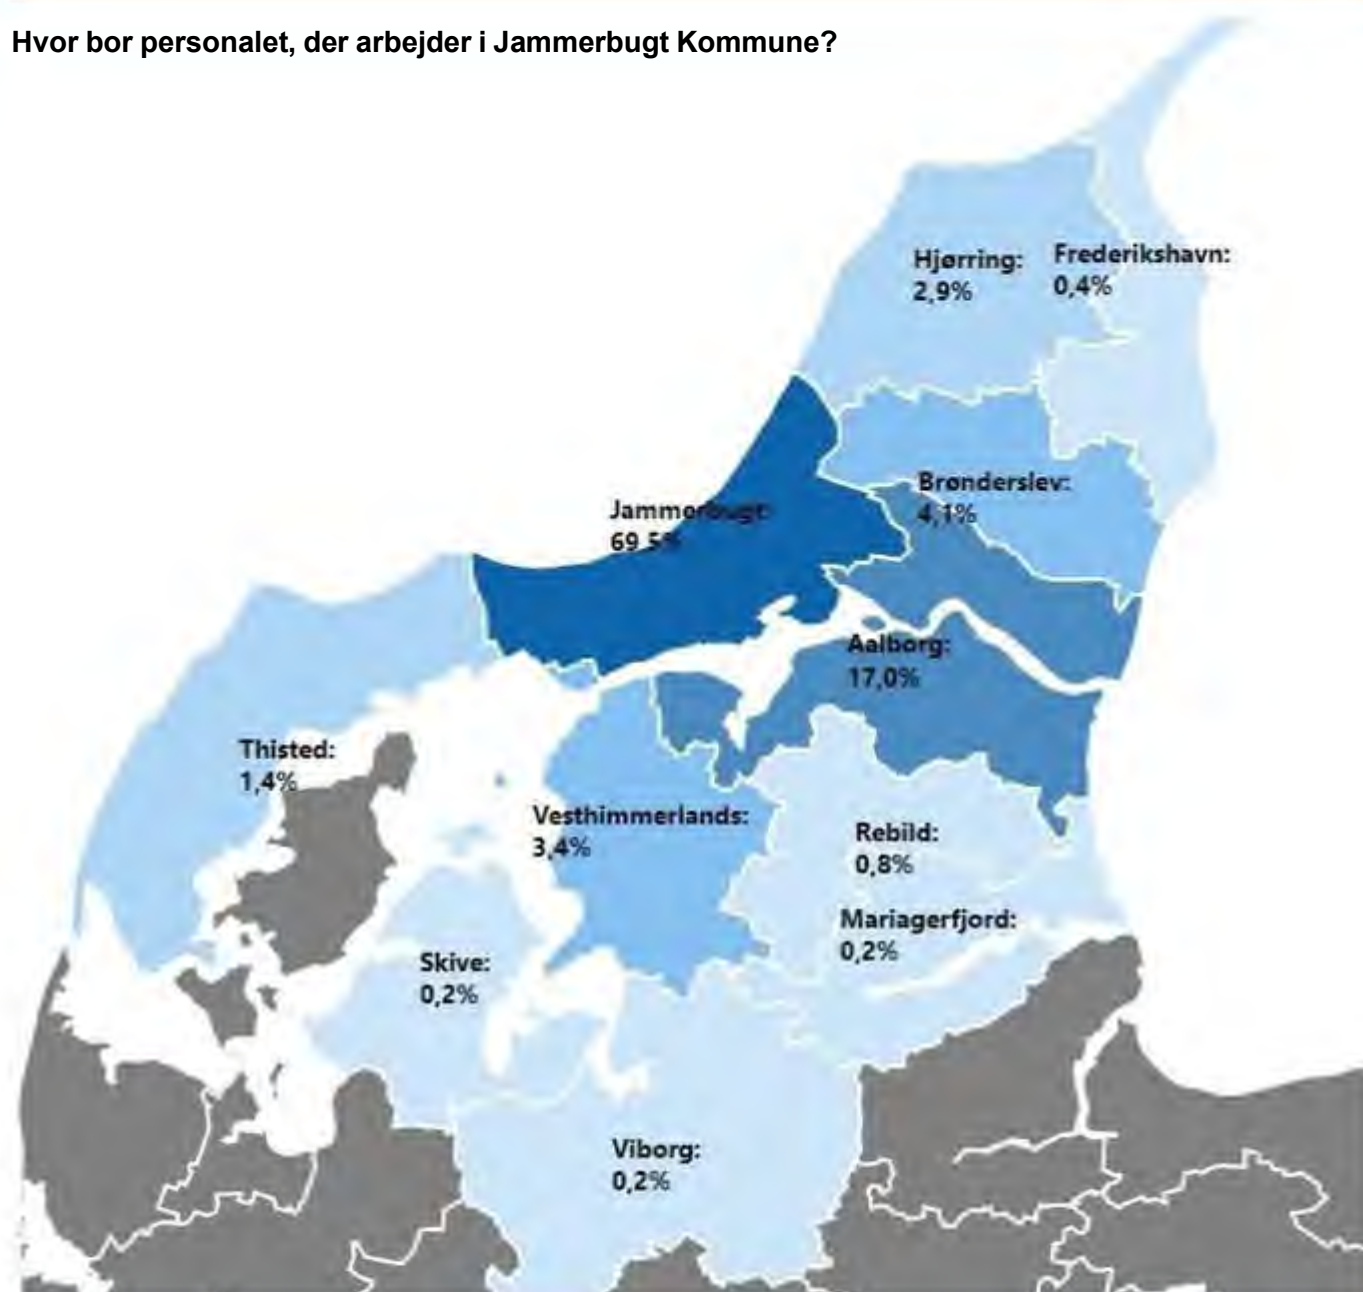 Hvor bor personalet, der arbejder i Jammerbugt Kommune?
Hjørring:
2,9%
Frederikshavn:
0,4%
Brønderslev:
4,1%
Jammerbugt:
69,5%
Aalborg:
17,0%
Thisted:
1,4%
Vesthimmerlands:
3,4%
Rebild:
0,8%
Mariagerfjord:
0,2%
Skive:
0,2%
Viborg:
0,2%